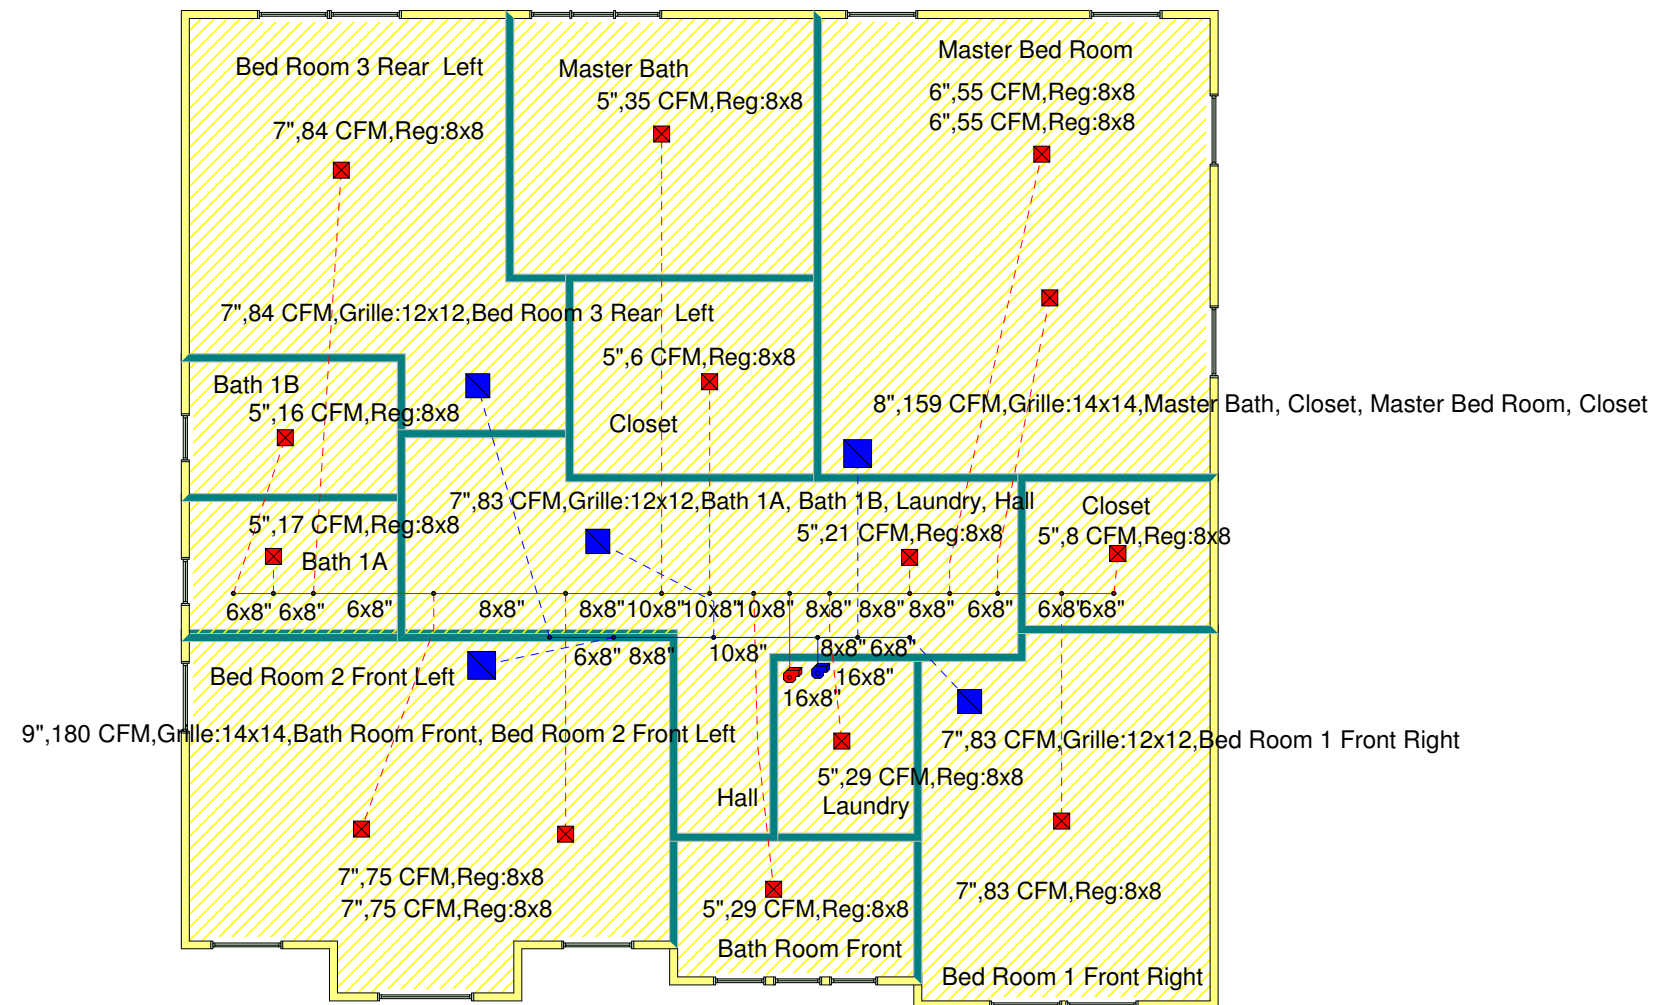 Master Bed Room
Bed Room 3 Rear  Left
Master Bath
6",55 CFM,Reg:8x8
5",35 CFM,Reg:8x8
6",55 CFM,Reg:8x8
7",84 CFM,Reg:8x8
7",84 CFM,Grille:12x12,Bed Room 3 Rear  Left
5",6 CFM,Reg:8x8
Bath 1B
5",16 CFM,Reg:8x8
8",159 CFM,Grille:14x14,Master Bath, Closet, Master Bed Room, Closet
Closet
7",83 CFM,Grille:12x12,Bath 1A, Bath 1B, Laundry, Hall
Closet
5",17 CFM,Reg:8x8
5",21 CFM,Reg:8x8
5",8 CFM,Reg:8x8
Bath 1A
6x8" 6x8" 6x8" 8x8" 8x8" 10x8" 10x8" 10x8" 8x8" 8x8" 8x8" 6x8" 6x8" 6x8"
6x8" 8x8" 10x8" 8x8" 6x8"
Bed Room 2 Front Left
16x8"
16x8"
9",180 CFM,Grille:14x14,Bath Room Front, Bed Room 2 Front Left
7",83 CFM,Grille:12x12,Bed Room 1 Front Right
5",29 CFM,Reg:8x8
Hall
Laundry
7",75 CFM,Reg:8x8
7",83 CFM,Reg:8x8
7",75 CFM,Reg:8x8
5",29 CFM,Reg:8x8
Bath Room Front
Bed Room 1 Front Right